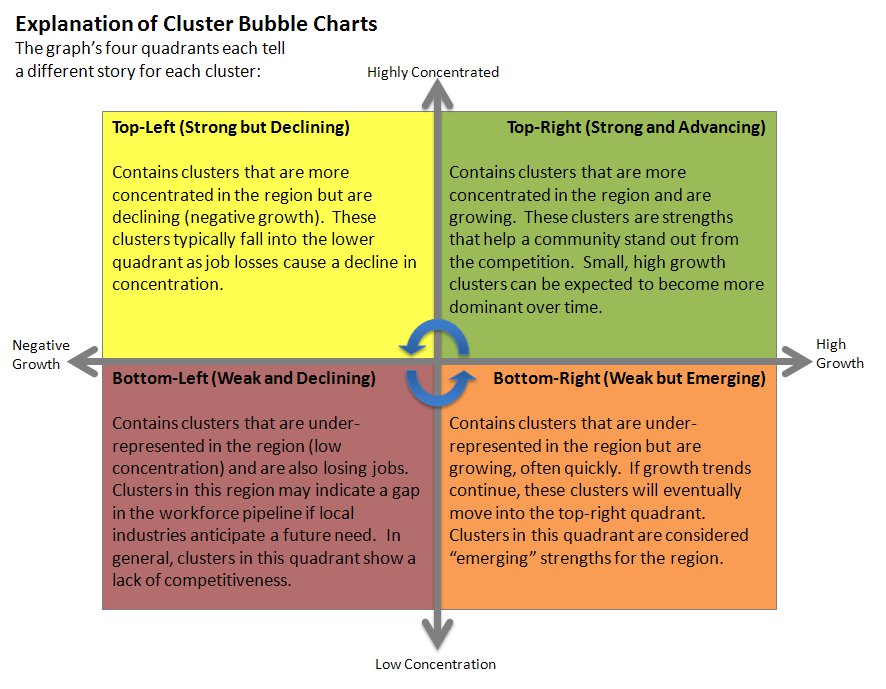 Explanation of Cluster Bubble Charts
The graph's four quadrants each tell
a different story for each cluster:
Highly Concentrated
Top-Left (Strong but Declining)
Contains clusters that are more
concentrated in the region but are
declining (negative growth).  These
clusters typically fall into the lower
quadrant as job losses cause a decline in
concentration.
Top-Right (Strong and Advancing)
Contains clusters that are more
concentrated in the region and are
growing.  These clusters are strengths
that help a community stand out from
the competition.  Small, high growth
clusters can be expected to become more
dominant over time.
Negative
Growth
High
Growth
Bottom-Left (Weak and Declining)
Contains clusters that are under-
represented in the region (low
concentration) and are also losing jobs.
Clusters in this region may indicate a gap
in the workforce pipeline if local
industries anticipate a future need.  In
general, clusters in this quadrant show a
lack of competitiveness.
Bottom-Right (Weak but Emerging)
Contains clusters that are under-
represented in the region but are
growing, often quickly.  If growth trends
continue, these clusters will eventually
move into the top-right quadrant.
Clusters in this quadrant are considered
"emerging" strengths for the region.
Low Concentration